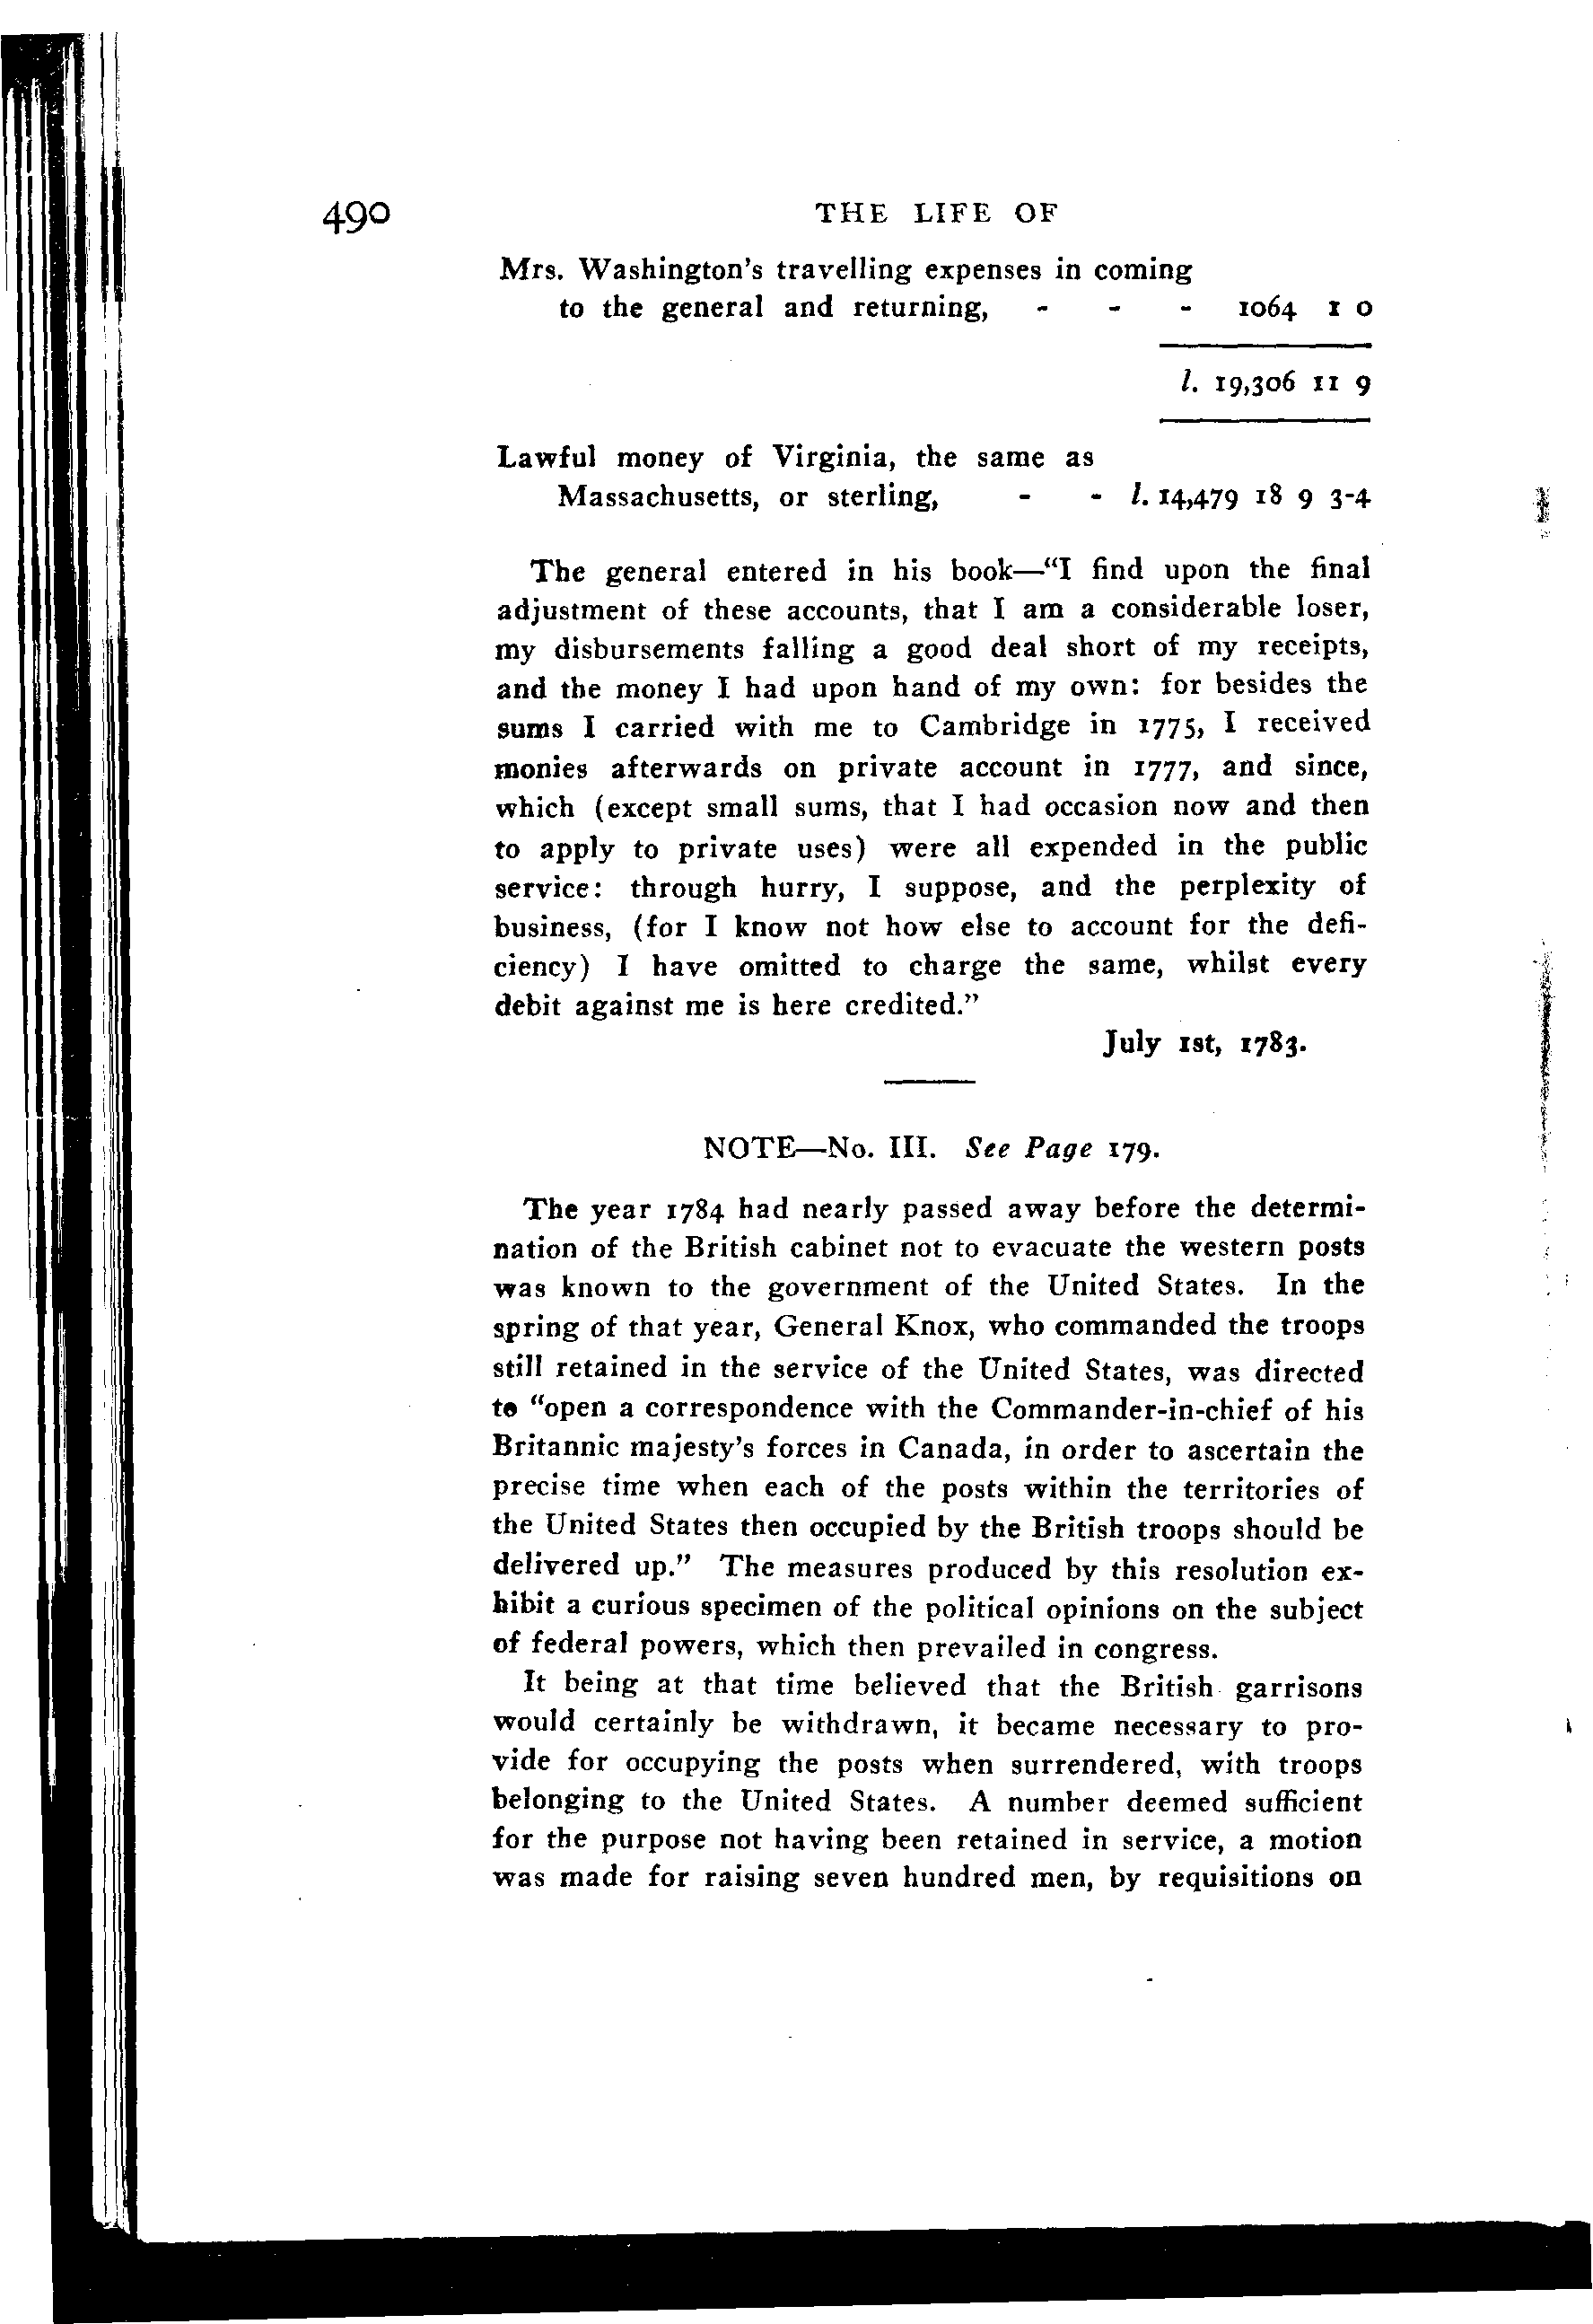 490 THE LIFE OF
Mrs. Washington's travelling expenses in coming
to the general and returning, - - - 1064 1 0
l. 19,306 11 9
Lawful money of Virginia, the same as
Massachusetts, or sterling, - - l. 14,479 18 9 3-4
The general entered in his book—"I find upon the final
adjustment of these accounts, that I am a considerable loser,
my disbursements falling a good deal short of my receipts,
and the money I had upon hand of my own: for besides the
sums I carried with me to Cambridge in 1775, I received
monies afterwards on private account in 1777, and since,
which (except small sums, that I had occasion now and then
to apply to private uses) were all expended in the public
service: through hurry, I suppose, and the perplexity of
business, (for I know not how else to account for the defi-
ciency) I have omitted to charge the same, whilst every
debit against me is here credited."
July 1st, 1783.
NOTE—No. III. See Page 179.
The year 1784 had nearly passed away before the determi-
nation of the British cabinet not to evacuate the western posts
was known to the government of the United States. In the
spring of that year, General Knox, who commanded the troops
still retained in the service of the United States, was directed
to "open a correspondence with the Commander-in-chief of his
Britannic majesty's forces in Canada, in order to ascertain the
precise time when each of the posts within the territories of
the United States then occupied by the British troops should be
delivered up." The measures produced by this resolution ex-
hibit a curious specimen of the political opinions on the subject
of federal powers, which then prevailed in congress.
It being at that time believed that the British garrisons
would certainly be withdrawn, it became necessary to pro-
vide for occupying the posts when surrendered, with troops
belonging to the United States. A number deemed sufficient
for the purpose not having been retained in service, a motion
was made for raising seven hundred men, by requisitions on